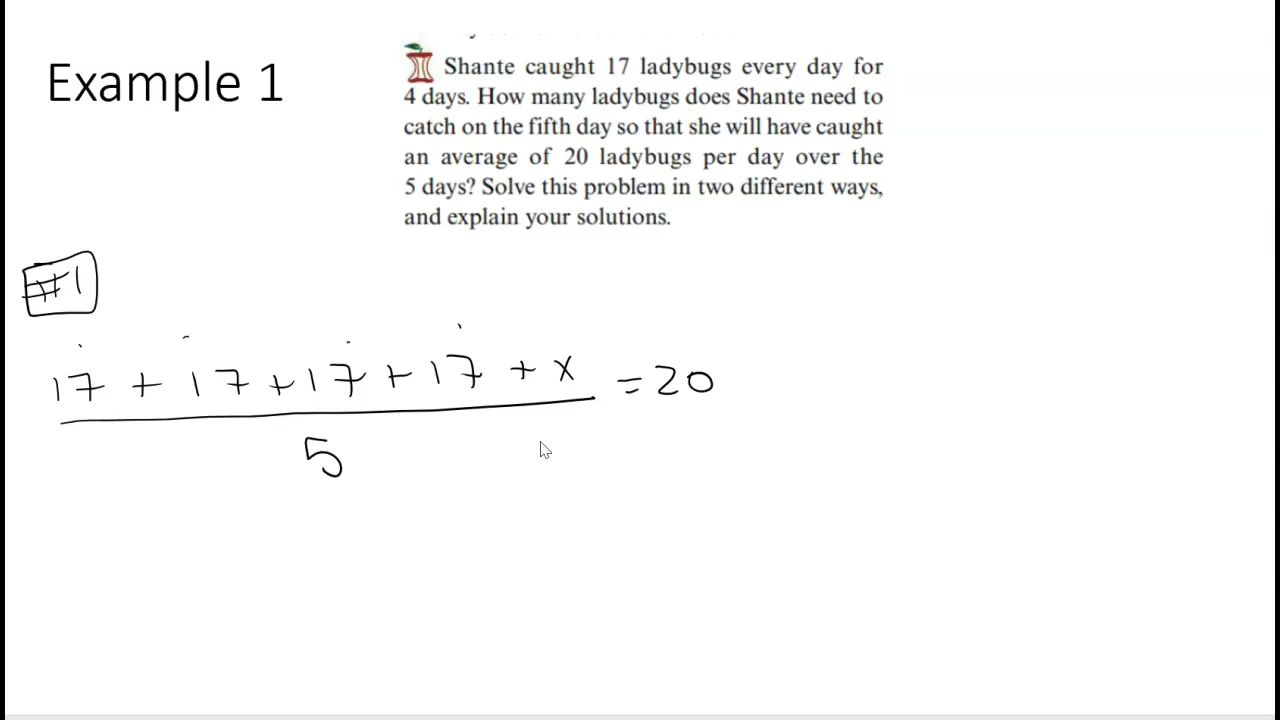 Example 1
Shante caught 17 ladybugs every day for
4 days. How many ladybugs does Shante need to
catch on the fifth day so that she will have caught
an average of 20 ladybugs per day over the
5 days? Solve this problem in two different ways,
and explain your solutions.
#1
17 + 17 + 17 + 17 + x = 20
5